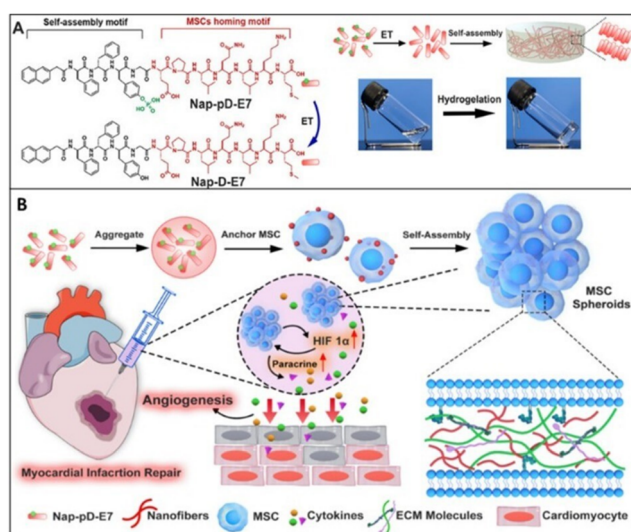 A
Self-assembly motif
MSCs homing motif
Nap-pD-E7
ET
Nap-D-E7
ET
Self-assembly
Hydrogelation
B
Aggregate
Anchor MSC
Self-Assembly
MSC
Spheroids
HIF 1α
Paracrine
Angiogenesis
Myocardial Infacrtion Repair
Nap-pD-E7
Nanofibers
MSC
Cytokines
ECM Molecules
Cardiomyocyte